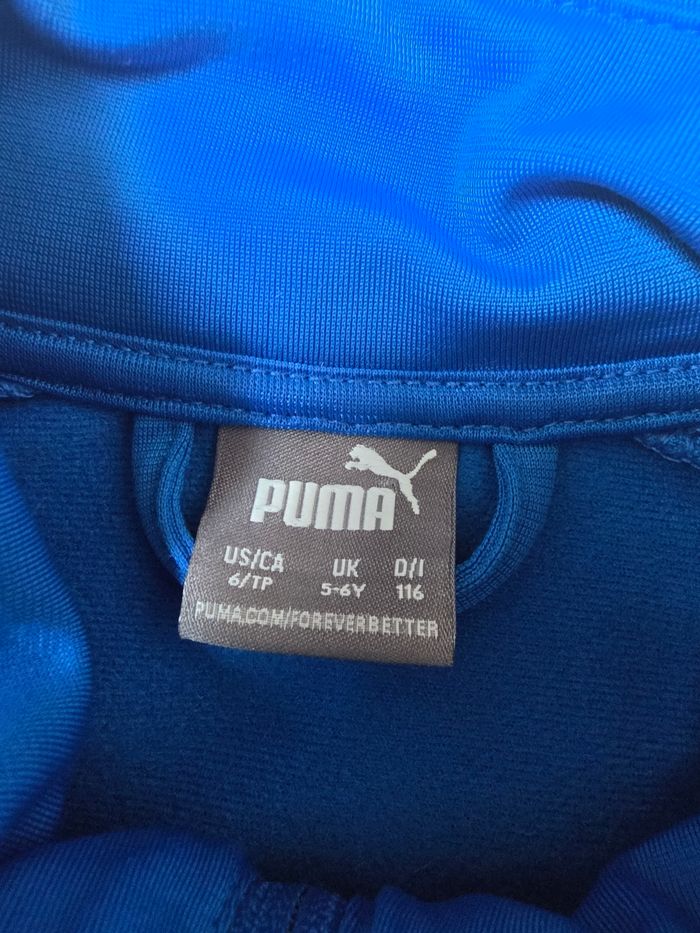 PUMA
US/CA UK D/I
6/TP 5-6Y 116
PUMA.COM/FOREVERBETTER